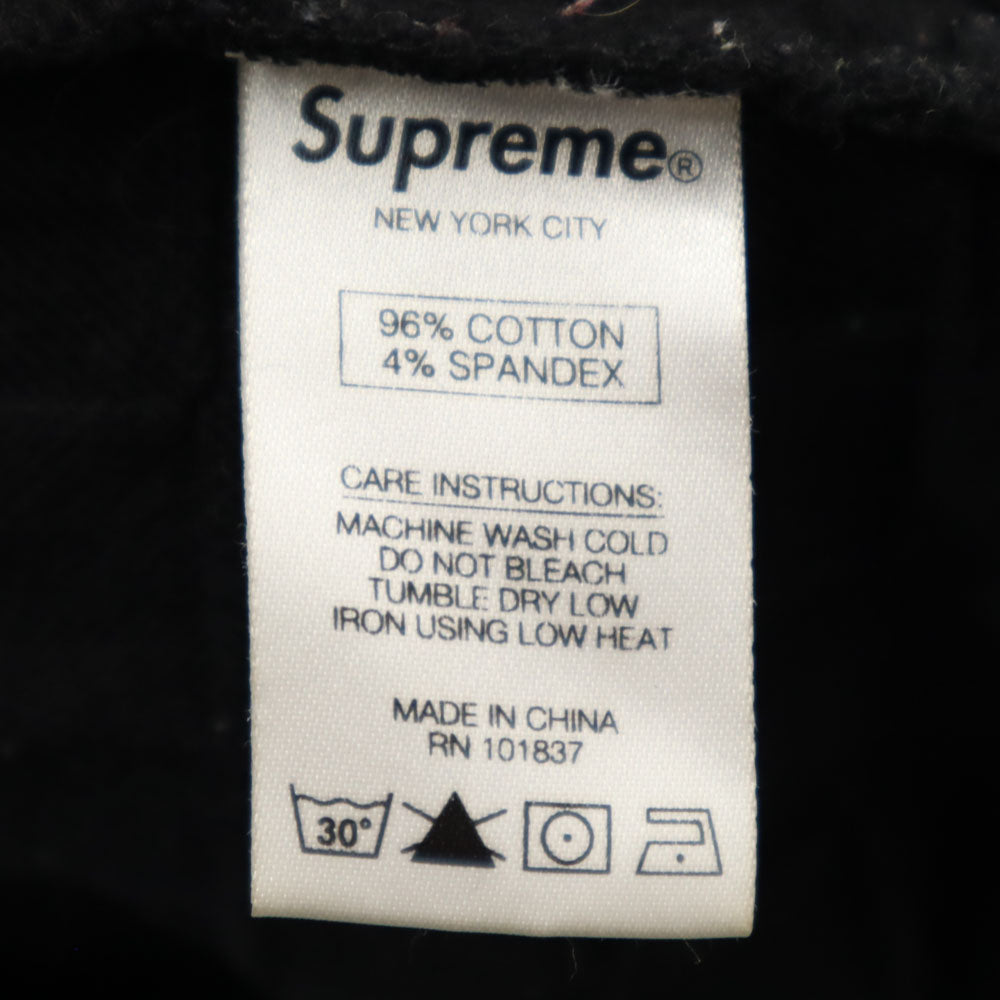 Supreme®
NEW YORK CITY
96% COTTON
4% SPANDEX
CARE INSTRUCTIONS:
MACHINE WASH COLD
DO NOT BLEACH
TUMBLE DRY LOW
IRON USING LOW HEAT
MADE IN CHINA
RN 101837
30°